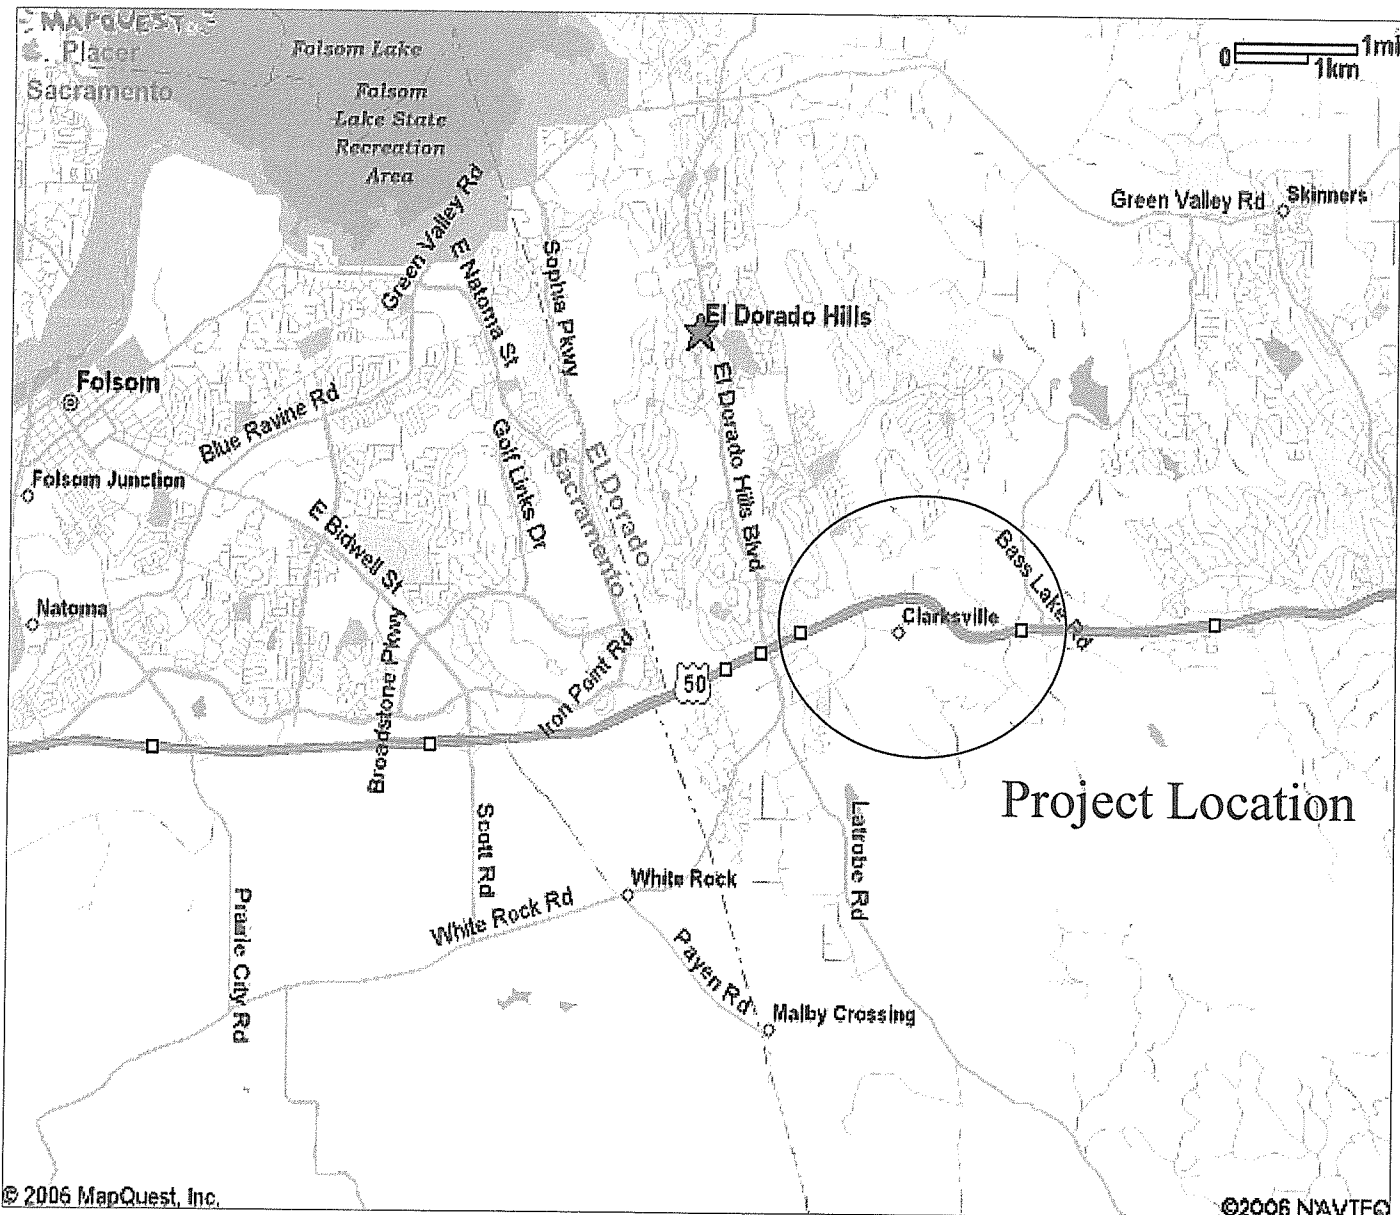 MAPQUEST
Placer
Sacramento
Folsom Lake
Folsom
Lake State
Recreation
Area
0
1mi
1km
Green Valley Rd
E Natoma St
Sophia Pkwy
Green Valley Rd
Skinners
El Dorado Hills
Folsom
Blue Ravine Rd
El Dorado Hills Blvd
Folsom Junction
Golf Links Dr
Sacramento
El Dorado
E Bidwell St
Natoma
Broadstone Pkwy
Iron Point Rd
50
Clarksville
Bass Lake Rd
Project Location
Scott Rd
Latrobe Rd
White Rock
White Rock Rd
Prairie City Rd
Payen Rd
Malby Crossing
© 2006 MapQuest, Inc.
©2006 NAVTEQ